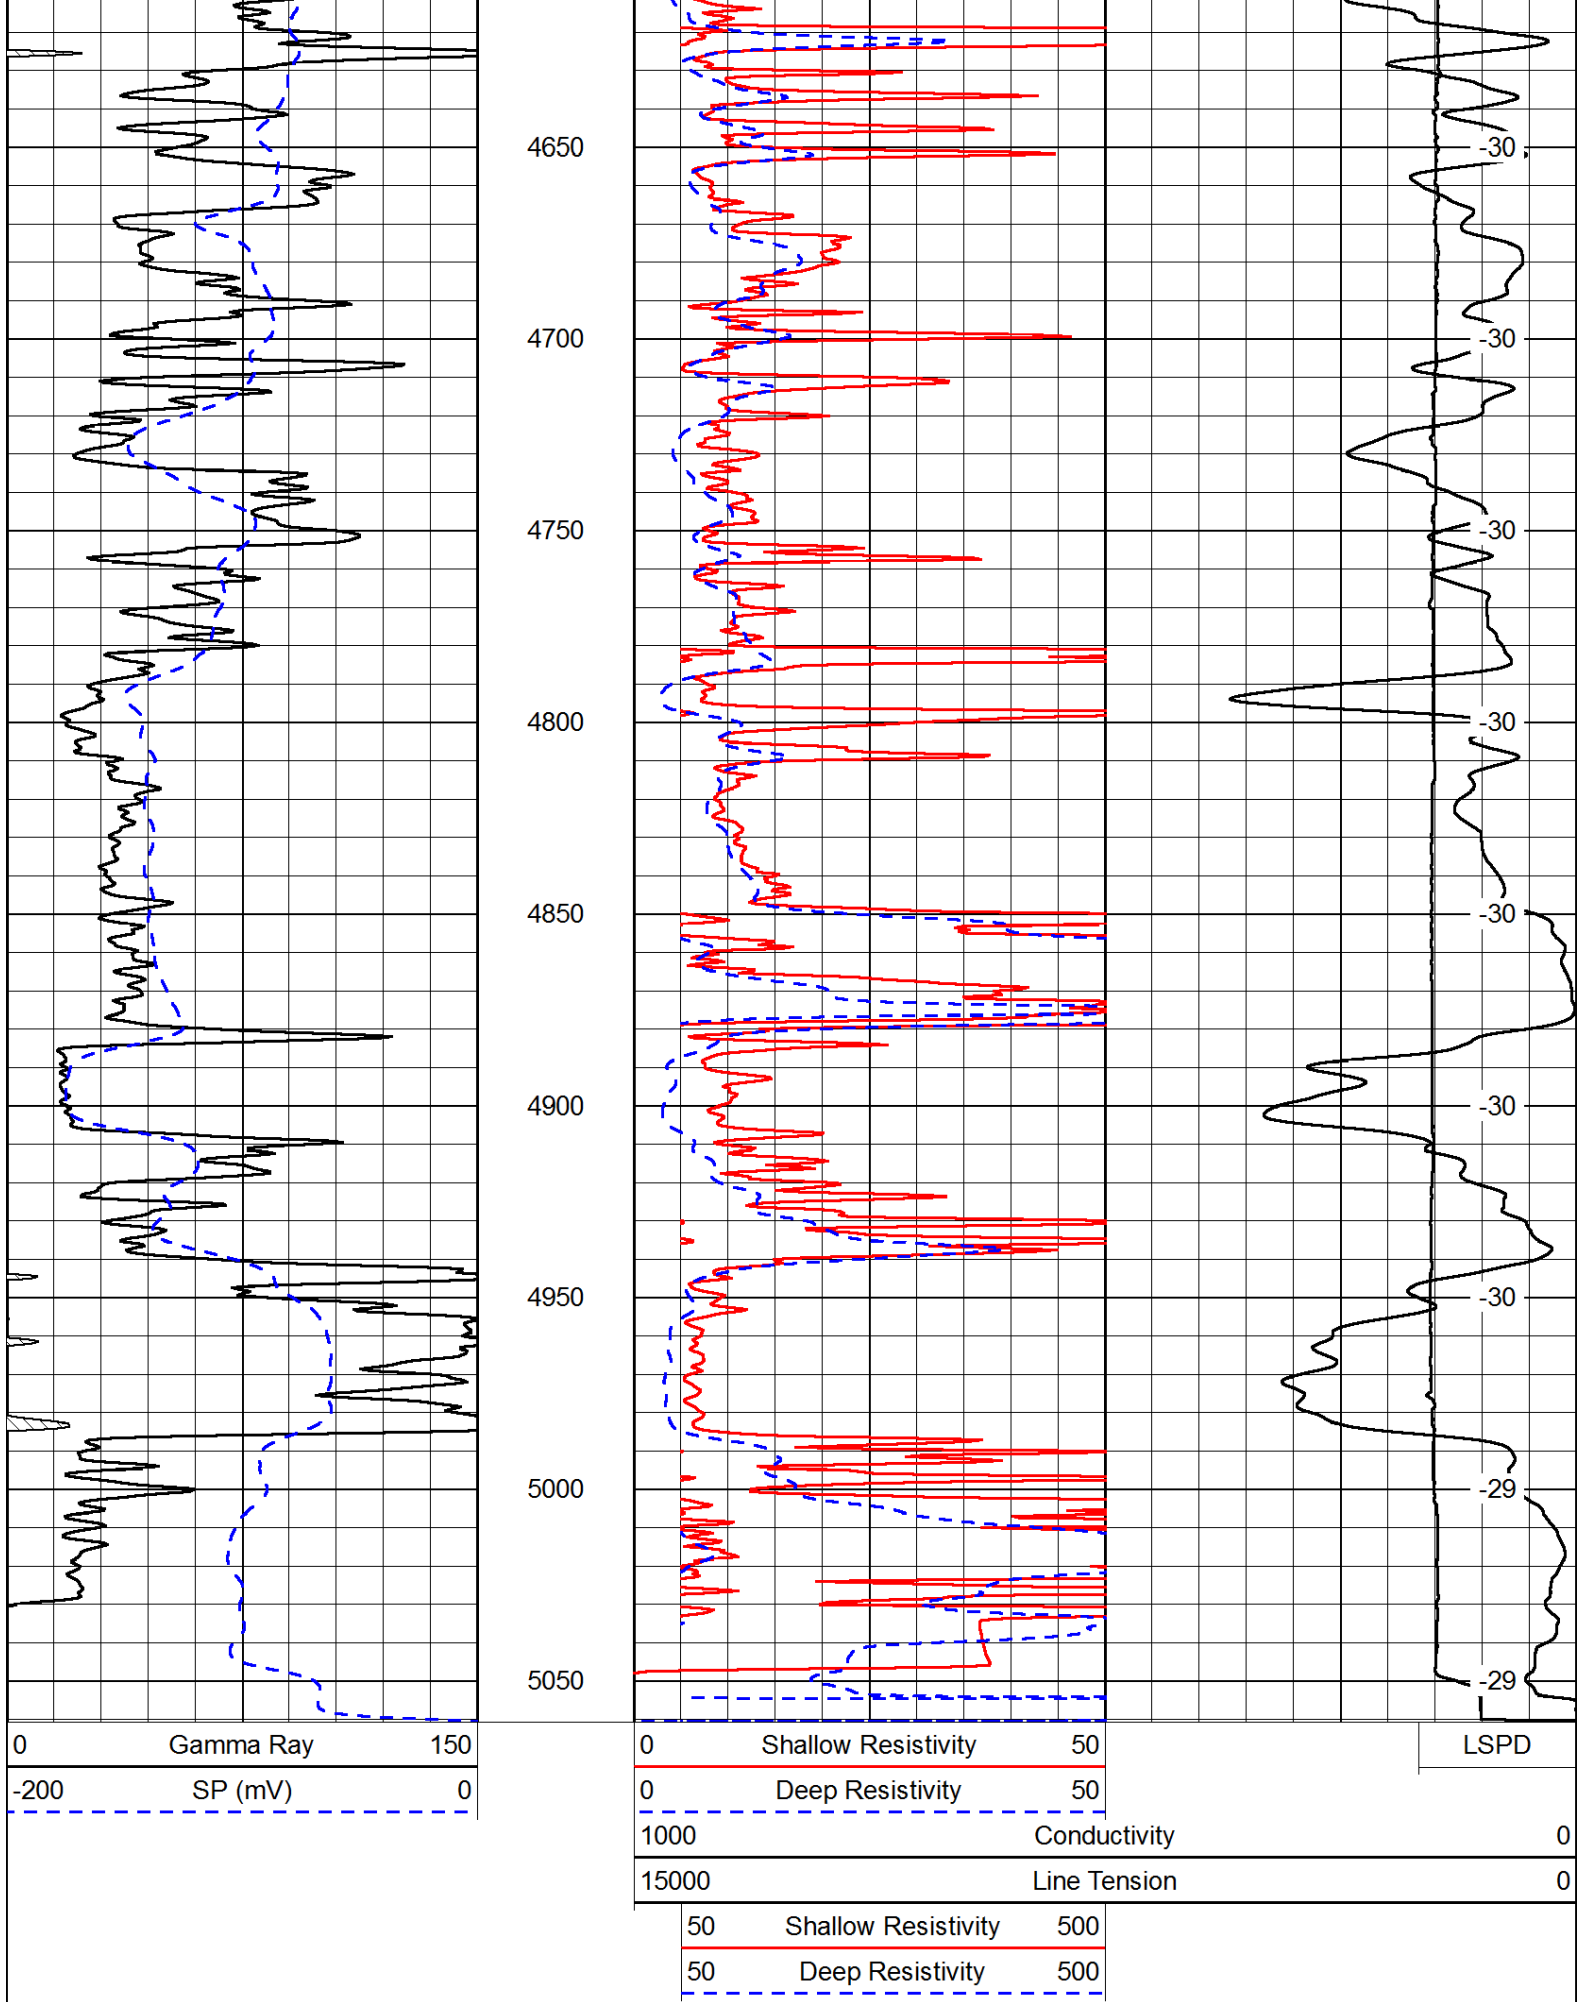 4650 -30
4700 -30
4750 -30
4800 -30
4850 -30
4900 -30
4950 -30
5000 -29
5050 -29
0 Gamma Ray 150 0 Shallow Resistivity 50 LSPD
-200 SP (mV) 0 0 Deep Resistivity 50
1000 Conductivity 0
15000 Line Tension 0
50 Shallow Resistivity 500
50 Deep Resistivity 500